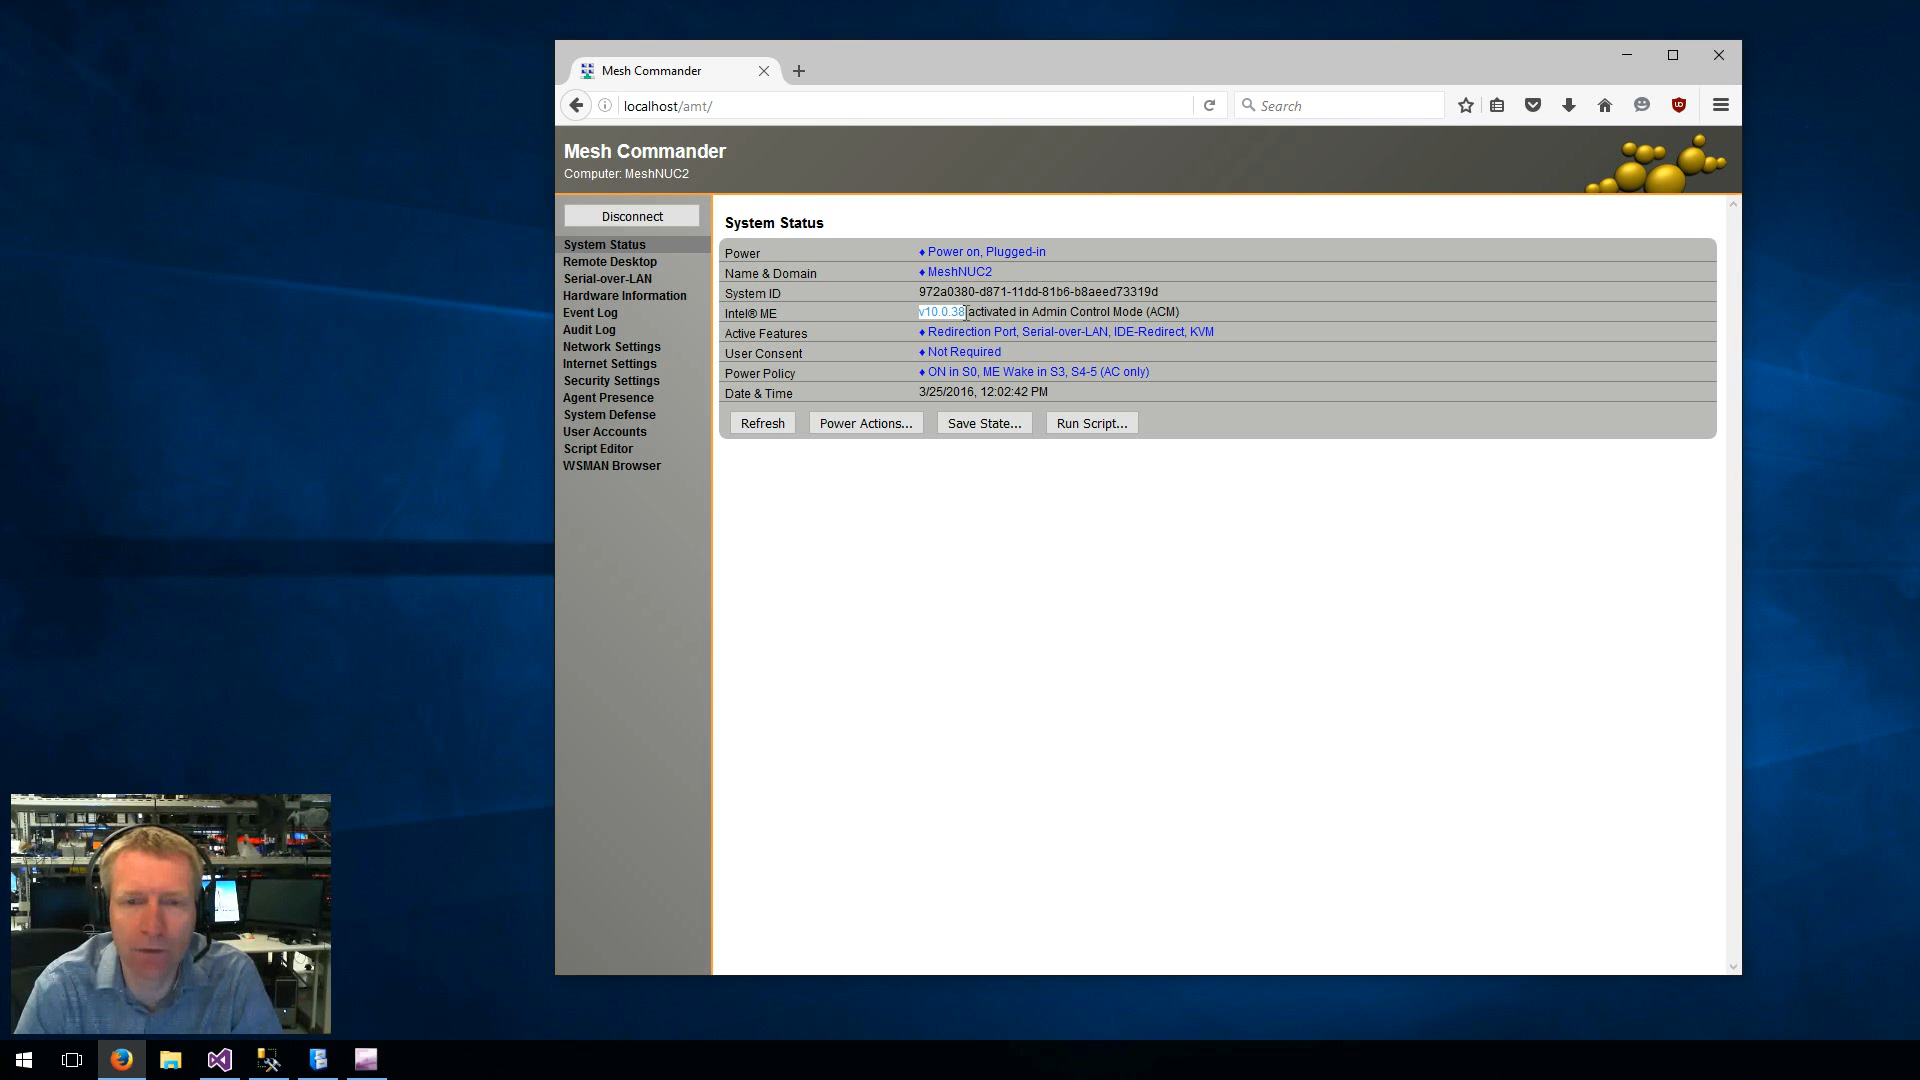 Mesh Commander
localhost/amt/
Search
Mesh Commander
Computer: MeshNUC2
Disconnect
System Status
Remote Desktop
Serial-over-LAN
Hardware Information
Event Log
Audit Log
Network Settings
Internet Settings
Security Settings
Agent Presence
System Defense
User Accounts
Script Editor
WSMAN Browser
System Status
Power ♦ Power on, Plugged-in
Name & Domain ♦ MeshNUC2
System ID 972a0380-d871-11dd-81b6-b8aeed73319d
Intel® ME v10.0.38 activated in Admin Control Mode (ACM)
Active Features ♦ Redirection Port, Serial-over-LAN, IDE-Redirect, KVM
User Consent ♦ Not Required
Power Policy ♦ ON in S0, ME Wake in S3, S4-5 (AC only)
Date & Time 3/25/2016, 12:02:42 PM
Refresh Power Actions... Save State... Run Script...